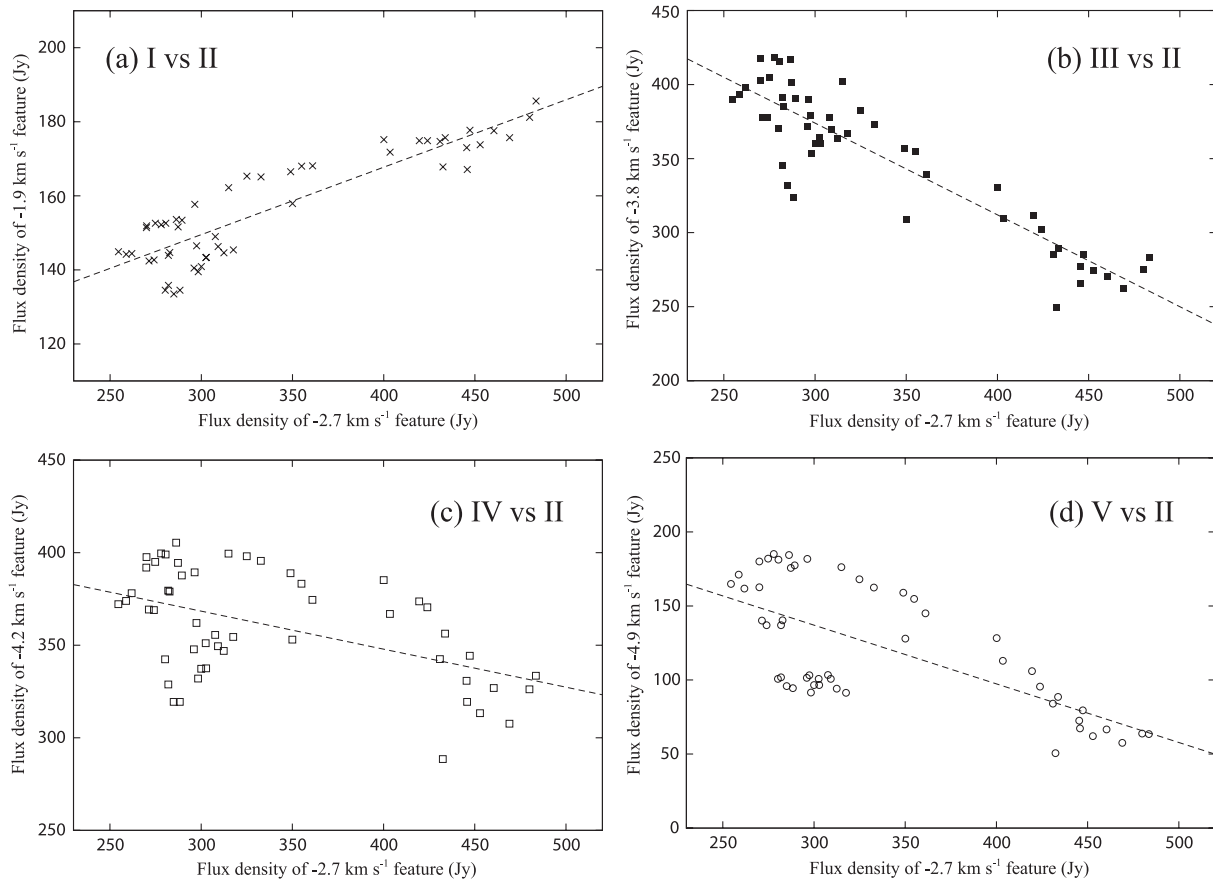 (a) I vs II
Flux density of -1.9 km s⁻¹ feature (Jy)
200
180
160
140
120
250 300 350 400 450 500
Flux density of -2.7 km s⁻¹ feature (Jy)
(b) III vs II
Flux density of -3.8 km s⁻¹ feature (Jy)
450
400
350
300
250
200
250 300 350 400 450 500
Flux density of -2.7 km s⁻¹ feature (Jy)
(c) IV vs II
Flux density of -4.2 km s⁻¹ feature (Jy)
450
400
350
300
250
250 300 350 400 450 500
Flux density of -2.7 km s⁻¹ feature (Jy)
(d) V vs II
Flux density of -4.9 km s⁻¹ feature (Jy)
250
200
150
100
50
0
250 300 350 400 450 500
Flux density of -2.7 km s⁻¹ feature (Jy)